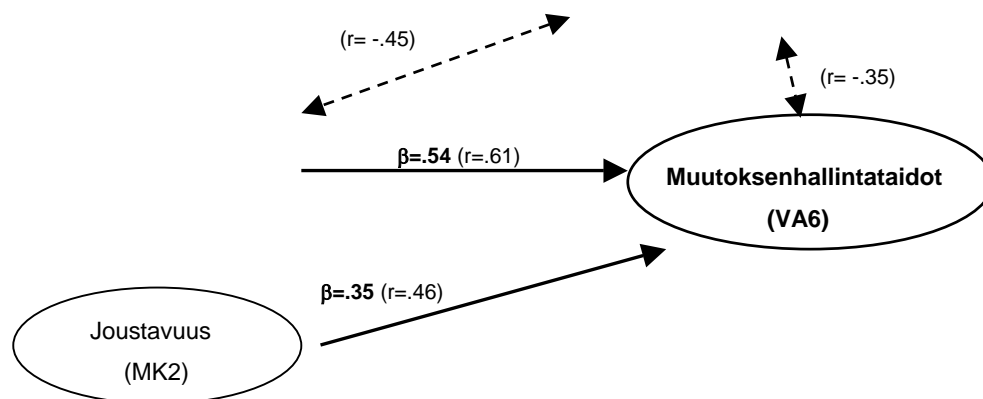 (r= -.45)
(r= -.35)
β=.54 (r=.61)
Muutoksenhallintataidot
(VA6)
β=.35 (r=.46)
Joustavuus
(MK2)